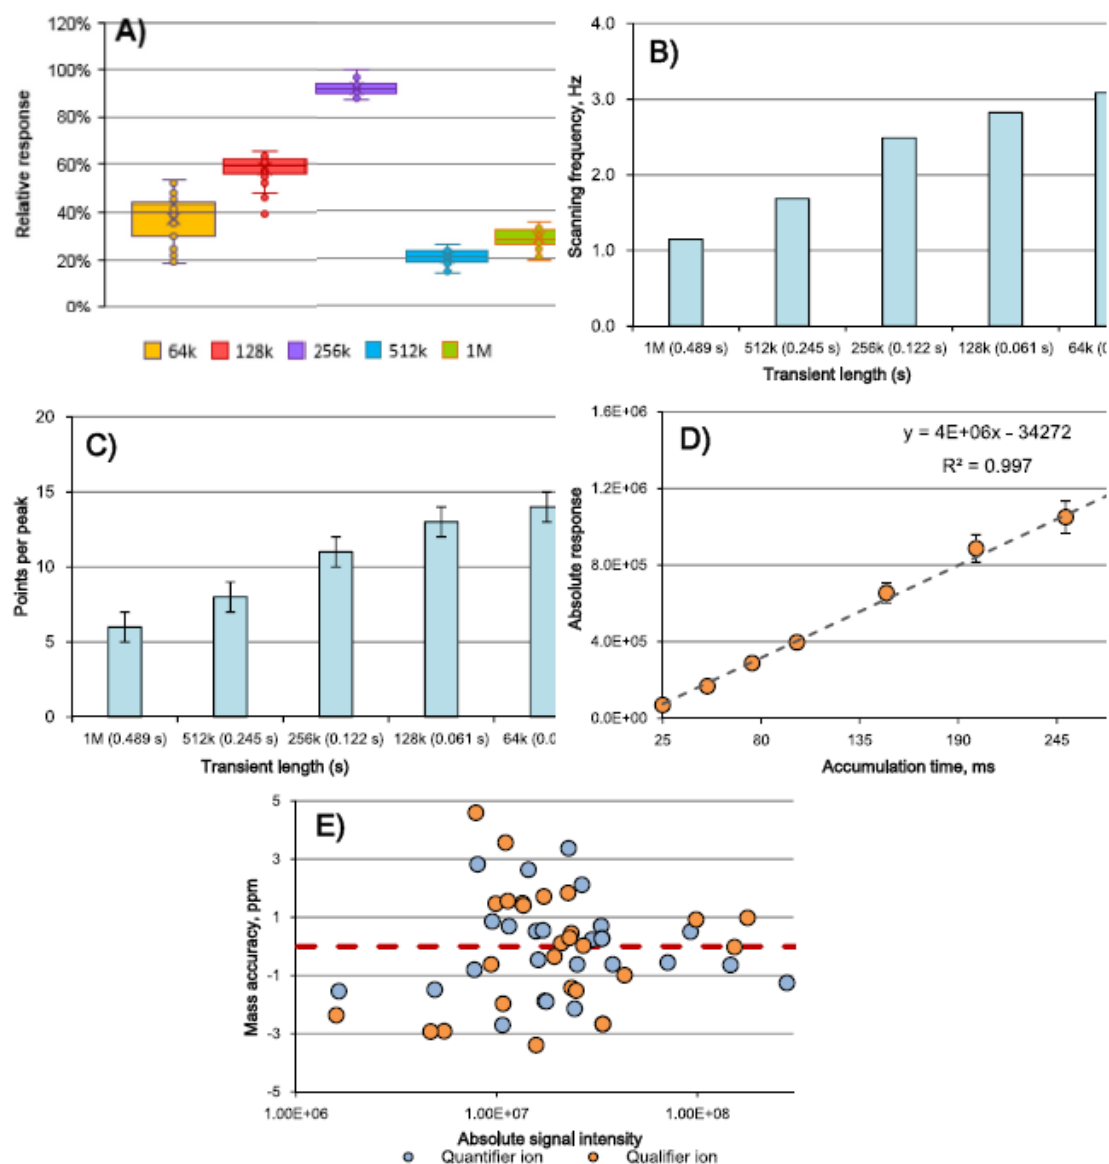 A)
120%
100%
80%
60%
40%
20%
0%
Relative response
64k 128k 256k 512k 1M
B)
4.0
3.0
2.0
1.0
0.0
Scanning frequency, Hz
1M (0.489 s) 512k (0.245 s) 256k (0.122 s) 128k (0.061 s) 64k (0
Transient length (s)
C)
20
15
10
5
0
Points per peak
1M (0.489 s) 512k (0.245 s) 256k (0.122 s) 128k (0.061 s) 64k (0.0
Transient length (s)
D)
y = 4E+06x - 34272
R² = 0.997
1.6E+06
1.2E+06
8.0E+05
4.0E+05
0.0E+00
Absolute response
25 80 135 190 245
Accumulation time, ms
E)
5
3
1
-1
-3
-5
Mass accuracy, ppm
1.00E+06 1.00E+07 1.00E+08
Absolute signal intensity
Quantifier ion Qualifier ion